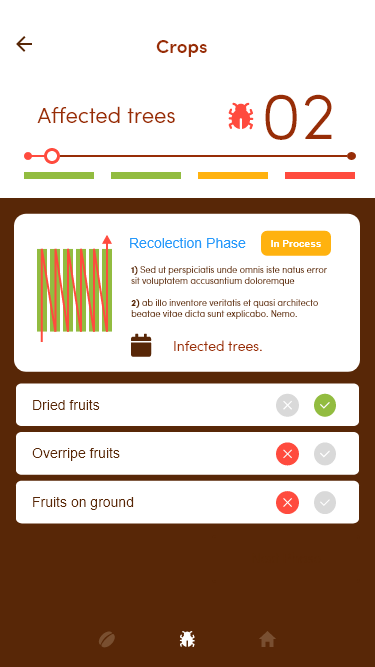 Crops
Affected trees
02
Recolection Phase
In Process
1) Sed ut perspiciatis unde omnis iste natus error
sit voluptatem accusantium doloremque
2) ab illo inventore veritatis et quasi architecto
beatae vitae dicta sunt explicabo. Nemo.
Infected trees.
Dried fruits
Overripe fruits
Fruits on ground